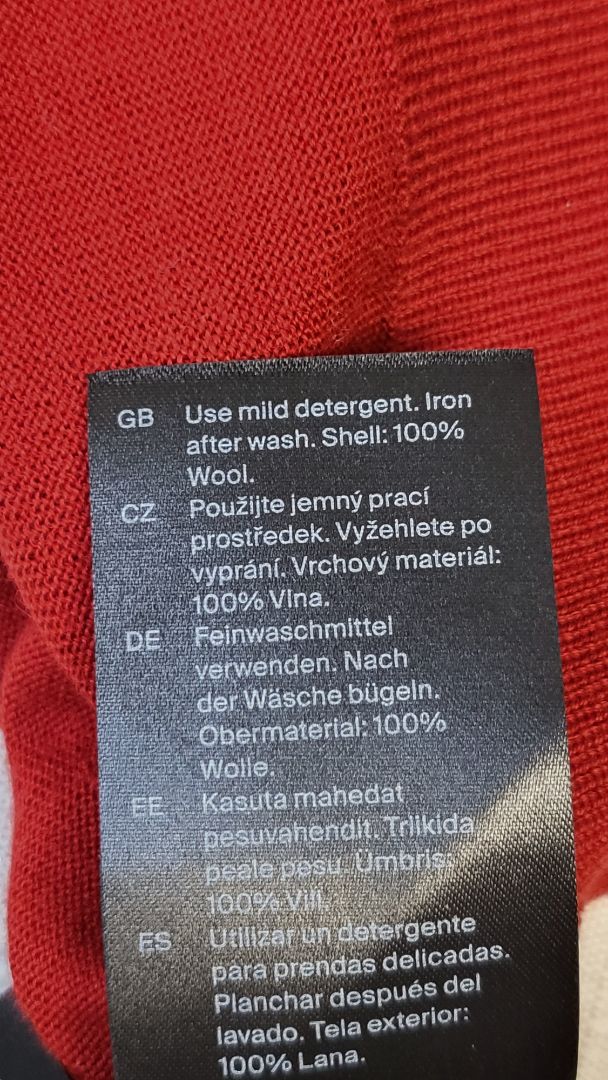 GB Use mild detergent. Iron
after wash. Shell: 100%
Wool.
CZ Použijte jemný prací
prostředek. Vyžehlete po
vyprání. Vrchový materiál:
100% Vlna.
DE Feinwaschmittel
verwenden. Nach
der Wäsche bügeln.
Obermaterial: 100%
Wolle.
EE Kasuta mahedat
pesuvahendit. Triikida
peale pesu. Ümbris:
100% Vill.
ES Utilizar un detergente
para prendas delicadas.
Planchar después del
lavado. Tela exterior:
100% Lana.